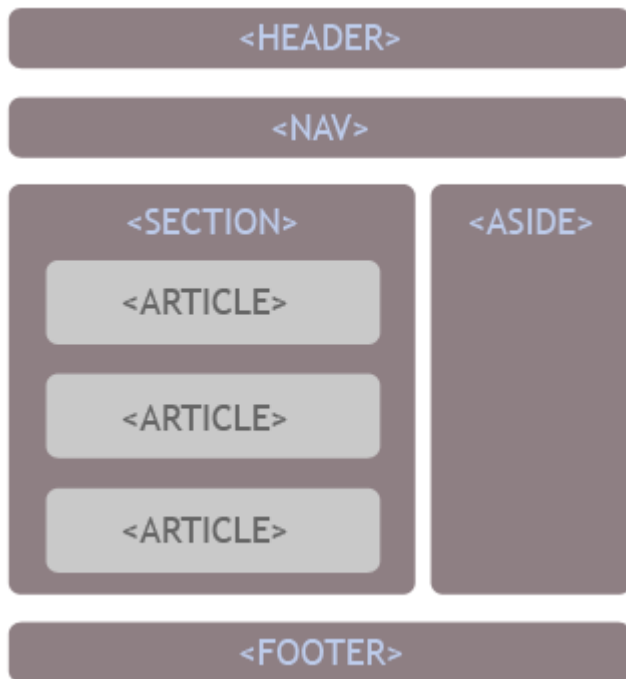 <HEADER>
<NAV>
<SECTION>
<ARTICLE>
<ARTICLE>
<ARTICLE>
<ASIDE>
<FOOTER>